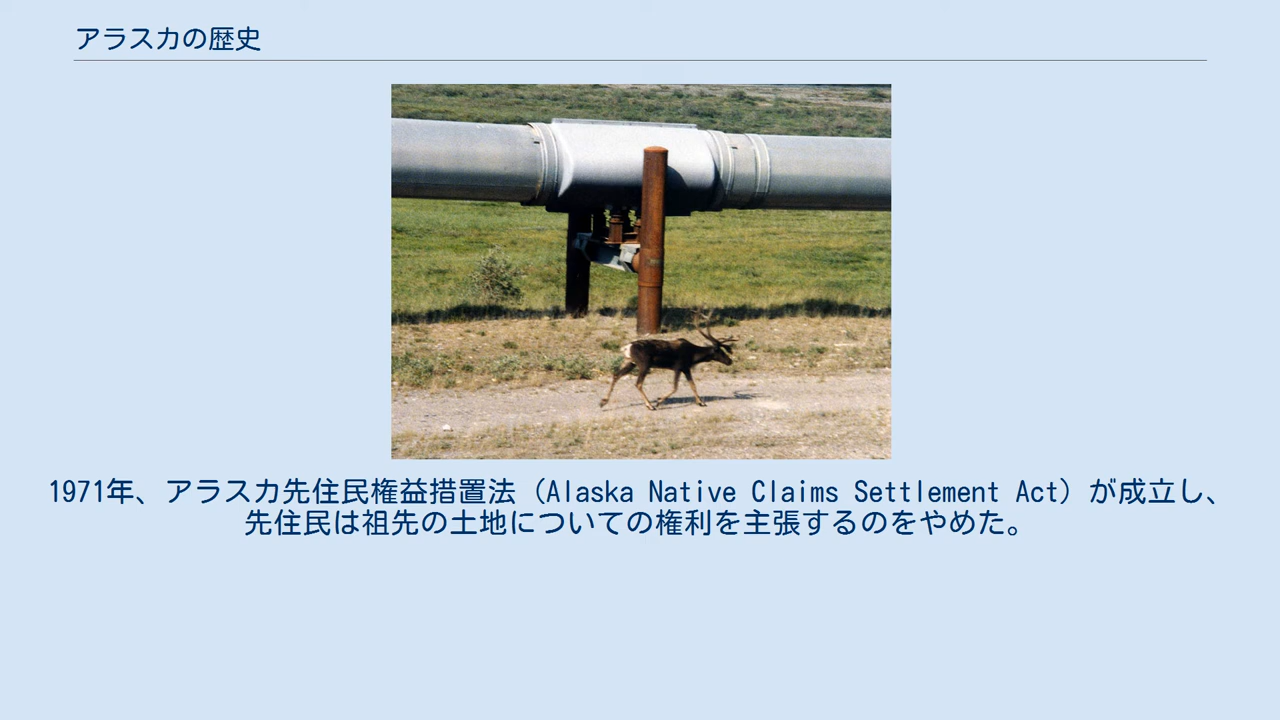 アラスカの歴史
1971年、アラスカ先住民権益措置法（Alaska Native Claims Settlement Act）が成立し、
先住民は祖先の土地についての権利を主張するのをやめた。